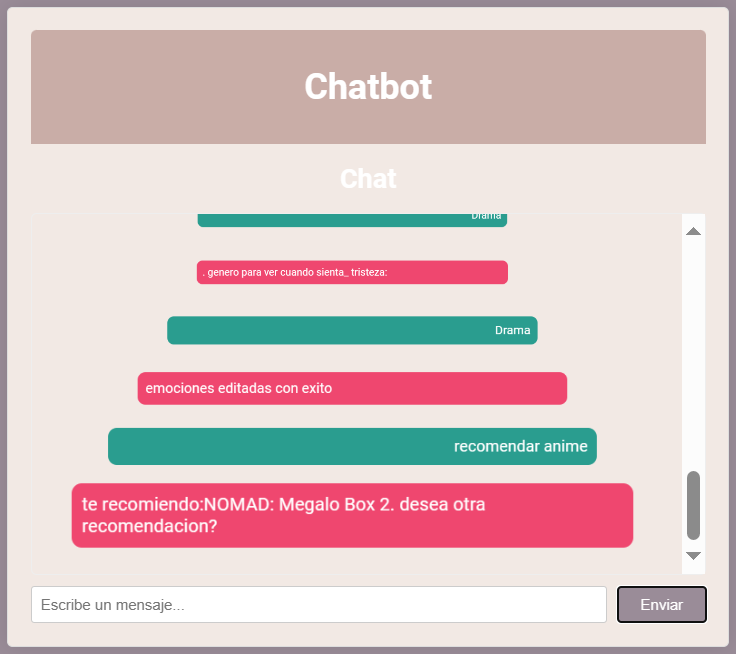 Chatbot
Chat
Drama
. genero para ver cuando sienta_ tristeza:
Drama
emociones editadas con exito
recomendar anime
te recomiendo:NOMAD: Megalo Box 2. desea otra
recomendacion?
Escribe un mensaje...
Enviar